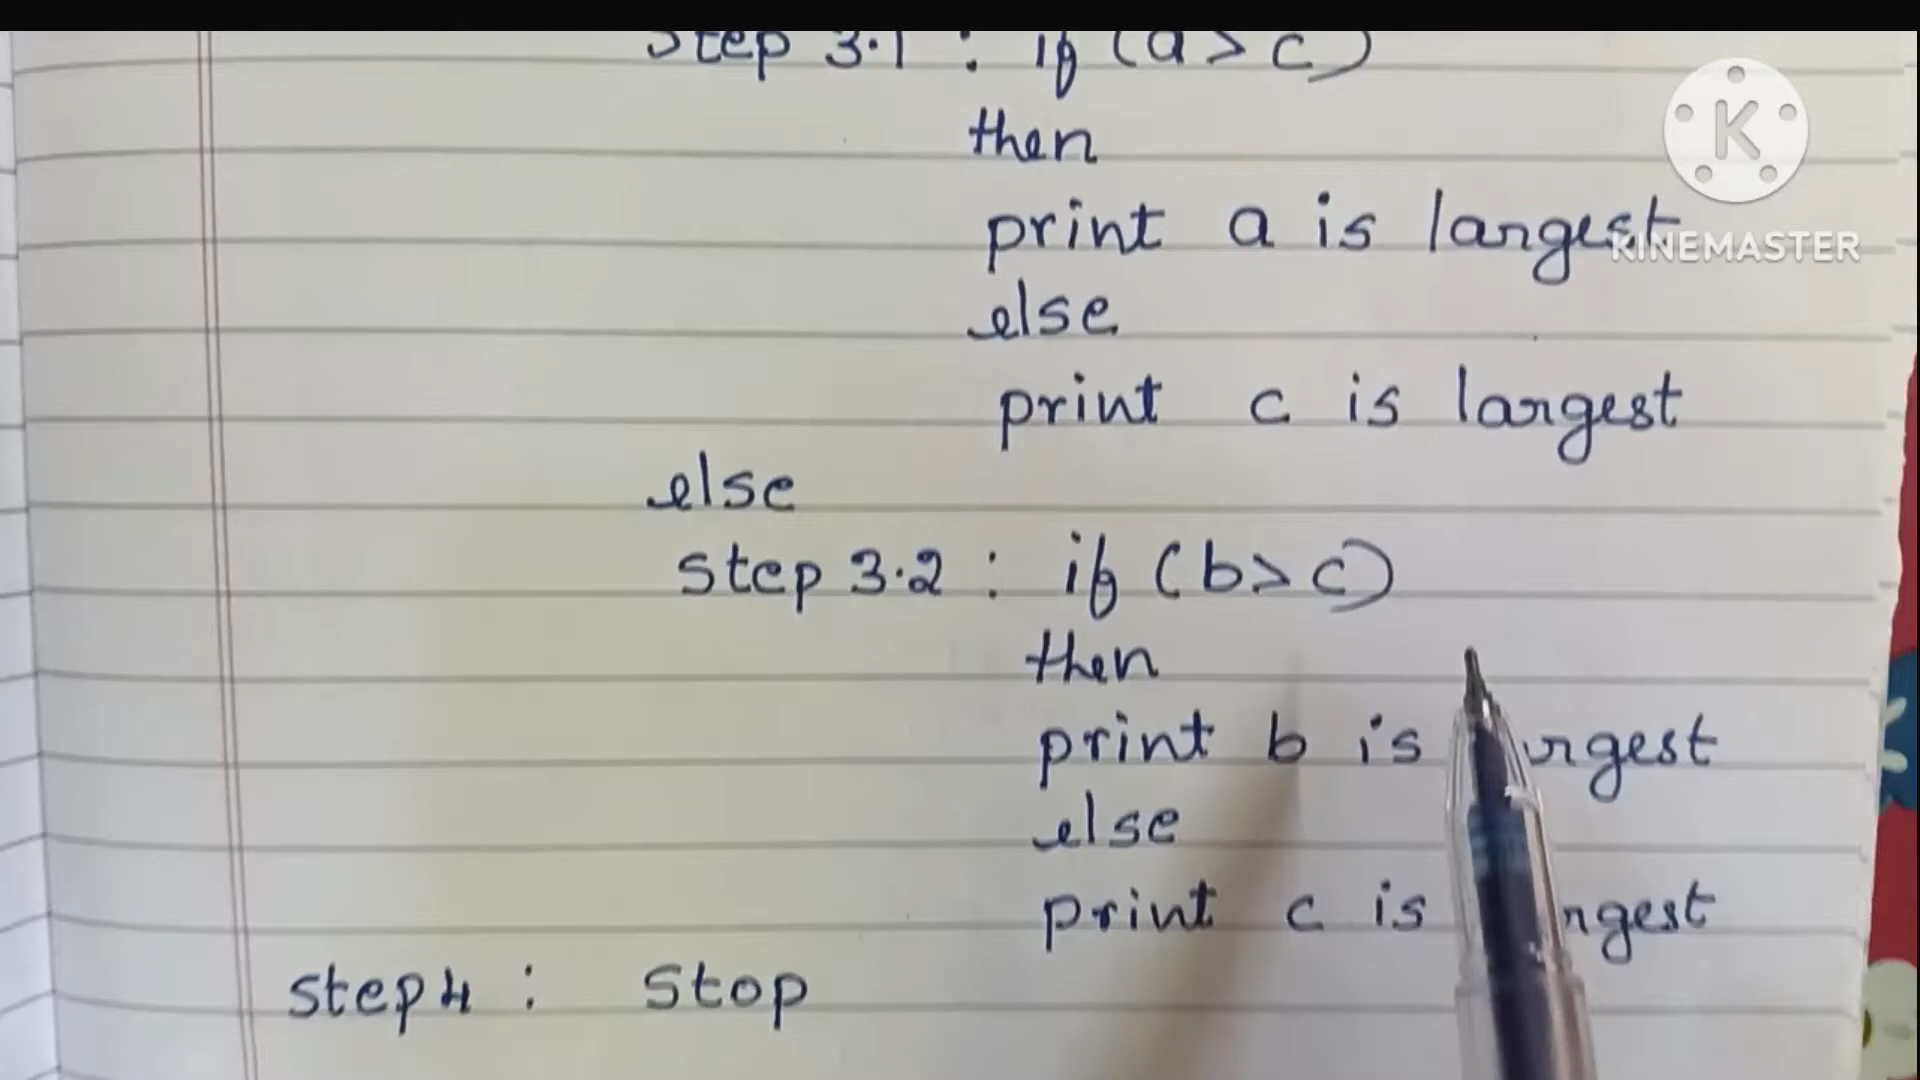 Step 3.1 : if (a > c)
then
print a is largest
else
print c is largest
else
Step 3.2 : if (b > c)
then
print b is
else
print c is
Step 4 : Stop
K
KINEMASTER